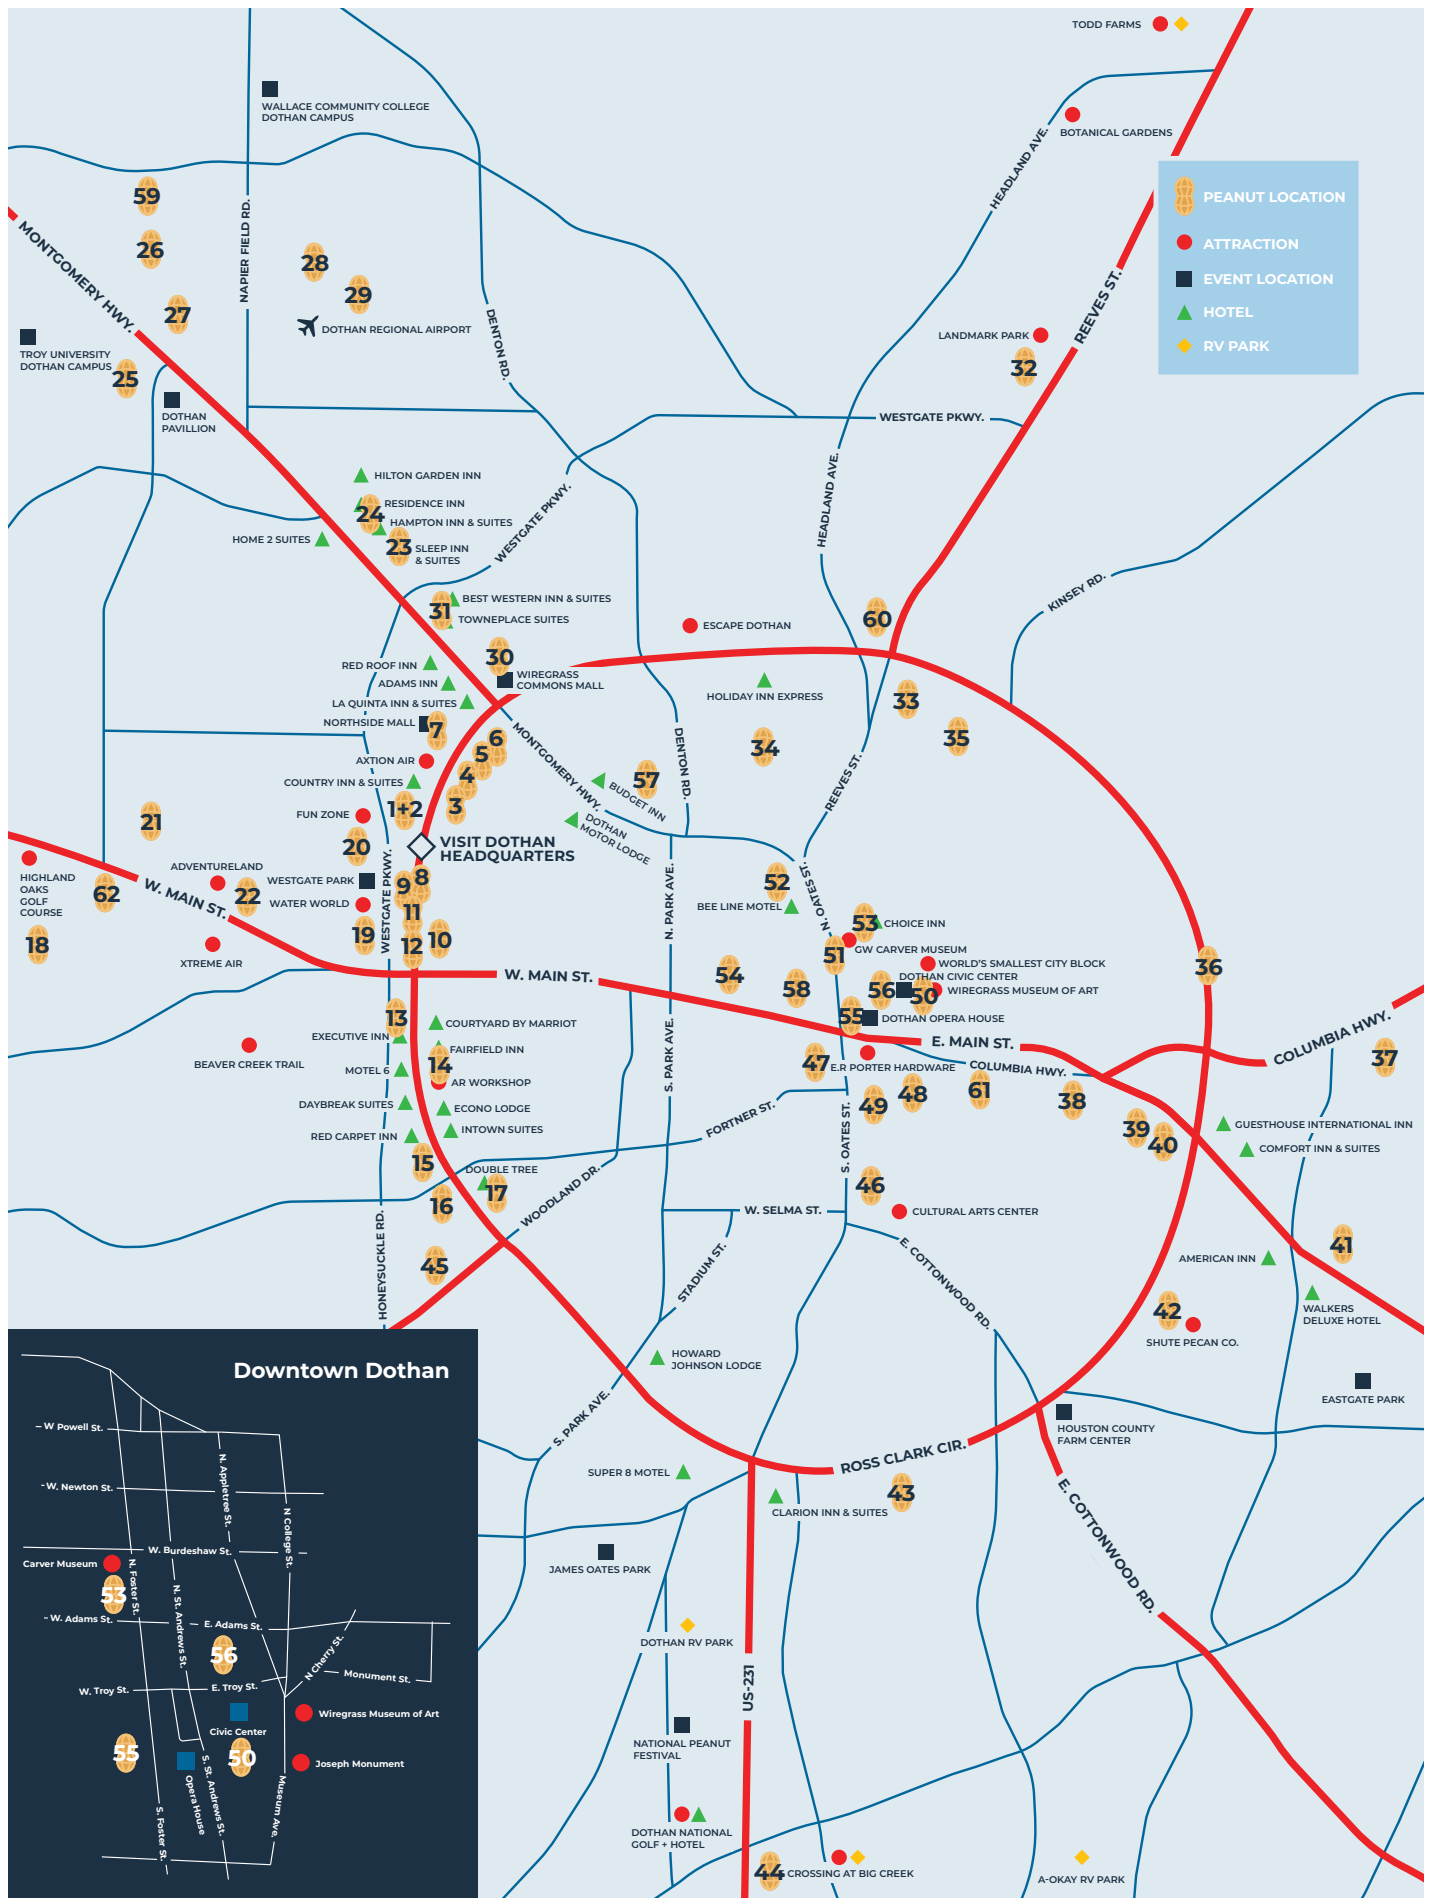 TODD FARMS
WALLACE COMMUNITY COLLEGE
DOTHAN CAMPUS
BOTANICAL GARDENS
HEADLAND AVE.
PEANUT LOCATION
ATTRACTION
EVENT LOCATION
HOTEL
RV PARK
59
26
27
28
29
25
MONTGOMERY HWY.
NAPIER FIELD RD.
DENTON RD.
DOTHAN REGIONAL AIRPORT
TROY UNIVERSITY
DOTHAN CAMPUS
DOTHAN
PAVILLION
LANDMARK PARK
32
REEVES ST.
WESTGATE PKWY.
HEADLAND AVE.
HILTON GARDEN INN
RESIDENCE INN
24
HAMPTON INN & SUITES
HOME 2 SUITES
23
SLEEP INN
& SUITES
WESTGATE PKWY.
KINSEY RD.
31
BEST WESTERN INN & SUITES
TOWNEPLACE SUITES
ESCAPE DOTHAN
60
30
RED ROOF INN
WIREGRASS
COMMONS MALL
ADAMS INN
LA QUINTA INN & SUITES
HOLIDAY INN EXPRESS
33
NORTHSIDE MALL
7
6
5
4
3
1+2
35
34
57
MONTGOMERY HWY.
DENTON RD.
REEVES ST.
AXTION AIR
COUNTRY INN & SUITES
BUDGET INN
DOTHAN
MOTOR LODGE
FUN ZONE
21
20
VISIT DOTHAN
HEADQUARTERS
HIGHLAND
OAKS
GOLF
COURSE
ADVENTURELAND
62
22
W. MAIN ST.
WESTGATE PARK
WATER WORLD
WESTGATE PKWY.
9
8
11
12
10
19
18
XTREME AIR
N. PARK AVE.
N. OATES ST.
52
BEE LINE MOTEL
53
CHOICE INN
51
GW CARVER MUSEUM
WORLD'S SMALLEST CITY BLOCK
DOTHAN CIVIC CENTER
WIREGRASS MUSEUM OF ART
56
50
36
54
58
55
DOTHAN OPERA HOUSE
W. MAIN ST.
E. MAIN ST.
COLUMBIA HWY.
37
13
COURTYARD BY MARRIOT
EXECUTIVE INN
FAIRFIELD INN
14
BEAVER CREEK TRAIL
MOTEL 6
AR WORKSHOP
DAYBREAK SUITES
ECONO LODGE
INTOWN SUITES
RED CARPET INN
S. PARK AVE.
47
E.R PORTER HARDWARE
COLUMBIA HWY.
49
48
61
38
39
40
GUESTHOUSE INTERNATIONAL INN
COMFORT INN & SUITES
FORTNER ST.
S. OATES ST.
15
DOUBLE TREE
17
16
WOODLAND DR.
46
CULTURAL ARTS CENTER
W. SELMA ST.
HONEYSUCKLE RD.
45
STADIUM ST.
E. COTTONWOOD RD.
41
AMERICAN INN
42
SHUTE PECAN CO.
WALKERS
DELUXE HOTEL
HOWARD
JOHNSON LODGE
EASTGATE PARK
S. PARK AVE.
HOUSTON COUNTY
FARM CENTER
ROSS CLARK CIR.
SUPER 8 MOTEL
43
CLARION INN & SUITES
E. COTTONWOOD RD.
JAMES OATES PARK
DOTHAN RV PARK
US-231
NATIONAL PEANUT
FESTIVAL
DOTHAN NATIONAL
GOLF + HOTEL
44
CROSSING AT BIG CREEK
A-OKAY RV PARK
Downtown Dothan
W Powell St.
N. Appletree St.
W. Newton St.
N College St.
W. Burdeshaw St.
Carver Museum
N. Foster St.
53
N. St. Andrews St.
W. Adams St.
E. Adams St.
56
N Cherry St.
Monument St.
W. Troy St.
E. Troy St.
Wiregrass Museum of Art
Civic Center
55
50
Joseph Monument
Opera House
S. St. Andrews St.
Museum Ave.
S. Foster St.